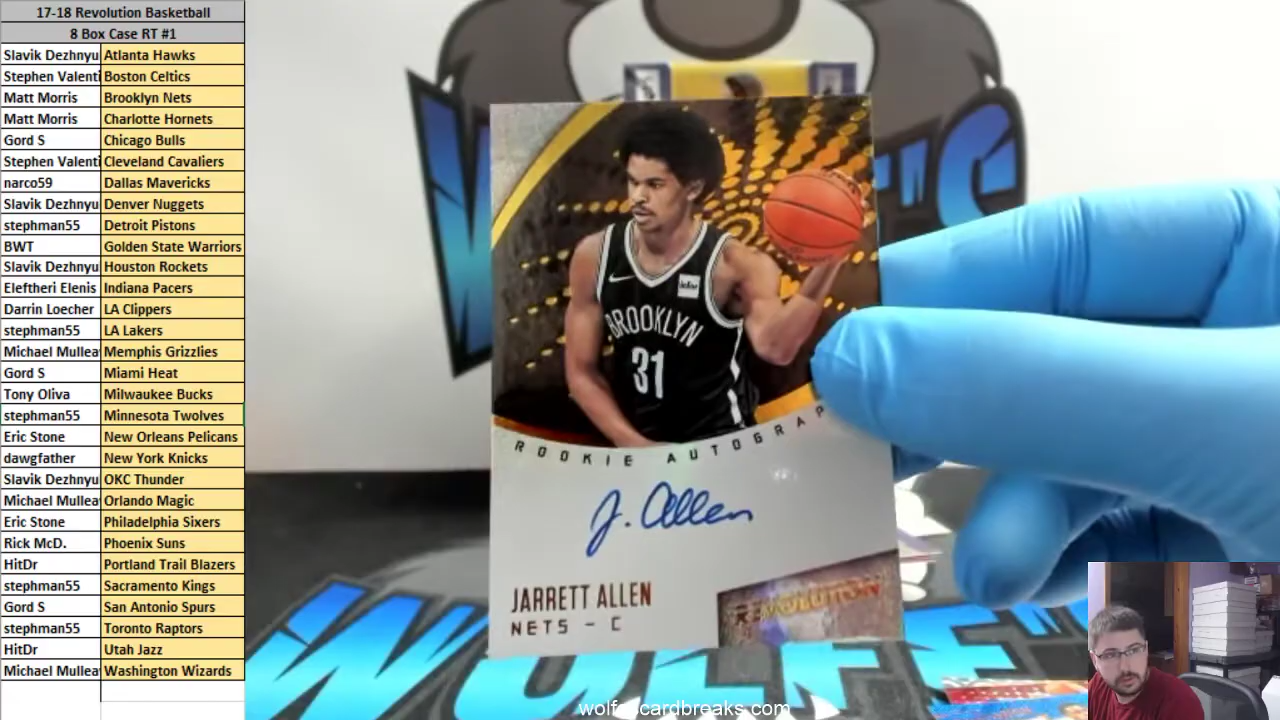 17-18 Revolution Basketball
8 Box Case RT #1
Slavik Dezhnyu Atlanta Hawks
Stephen Valenti Boston Celtics
Matt Morris Brooklyn Nets
Matt Morris Charlotte Hornets
Gord S Chicago Bulls
Stephen Valenti Cleveland Cavaliers
narco59 Dallas Mavericks
Slavik Dezhnyu Denver Nuggets
stephman55 Detroit Pistons
BWT Golden State Warriors
Slavik Dezhnyu Houston Rockets
Eleftheri Elenis Indiana Pacers
Darrin Loecher LA Clippers
stephman55 LA Lakers
Michael Mullea Memphis Grizzlies
Gord S Miami Heat
Tony Oliva Milwaukee Bucks
stephman55 Minnesota Twolves
Eric Stone New Orleans Pelicans
dawgfather New York Knicks
Slavik Dezhnyu OKC Thunder
Michael Mullea Orlando Magic
Eric Stone Philadelphia Sixers
Rick McD. Phoenix Suns
HitDr Portland Trail Blazers
stephman55 Sacramento Kings
Gord S San Antonio Spurs
stephman55 Toronto Raptors
HitDr Utah Jazz
Michael Mullea Washington Wizards
BROOKLYN
31
ROOKIE AUTOGRAP
J. Allen
JARRETT ALLEN
NETS - C
REVOLUTION
WOLFF"